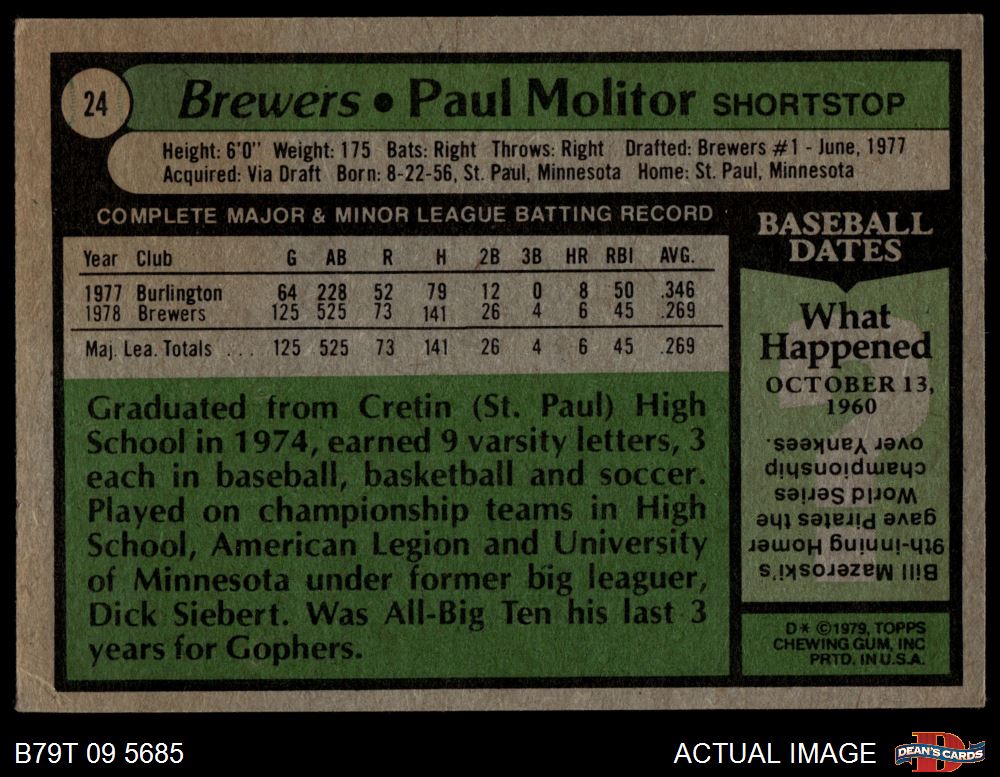 24
Brewers • Paul Molitor SHORTSTOP
Height: 6'0" Weight: 175 Bats: Right Throws: Right Drafted: Brewers #1 - June, 1977
Acquired: Via Draft Born: 8-22-56, St. Paul, Minnesota Home: St. Paul, Minnesota
COMPLETE MAJOR & MINOR LEAGUE BATTING RECORD
Year Club G AB R H 2B 3B HR RBI AVG.
1977 Burlington 64 228 52 79 12 0 8 50 .346
1978 Brewers 125 525 73 141 26 4 6 45 .269
Maj. Lea. Totals . . . 125 525 73 141 26 4 6 45 .269
Graduated from Cretin (St. Paul) High
School in 1974, earned 9 varsity letters, 3
each in baseball, basketball and soccer.
Played on championship teams in High
School, American Legion and University
of Minnesota under former big leaguer,
Dick Siebert. Was All-Big Ten his last 3
years for Gophers.
BASEBALL
DATES
What
Happened
OCTOBER 13,
1960
?
Bill Mazeroski's
9th-inning Homer
gave Pirates the
World Series
championship
over Yankees.
D* ©1979, TOPPS
CHEWING GUM, INC
PRTD. IN U.S.A.
B79T 09 5685
ACTUAL IMAGE
D
DEAN'S CARDS